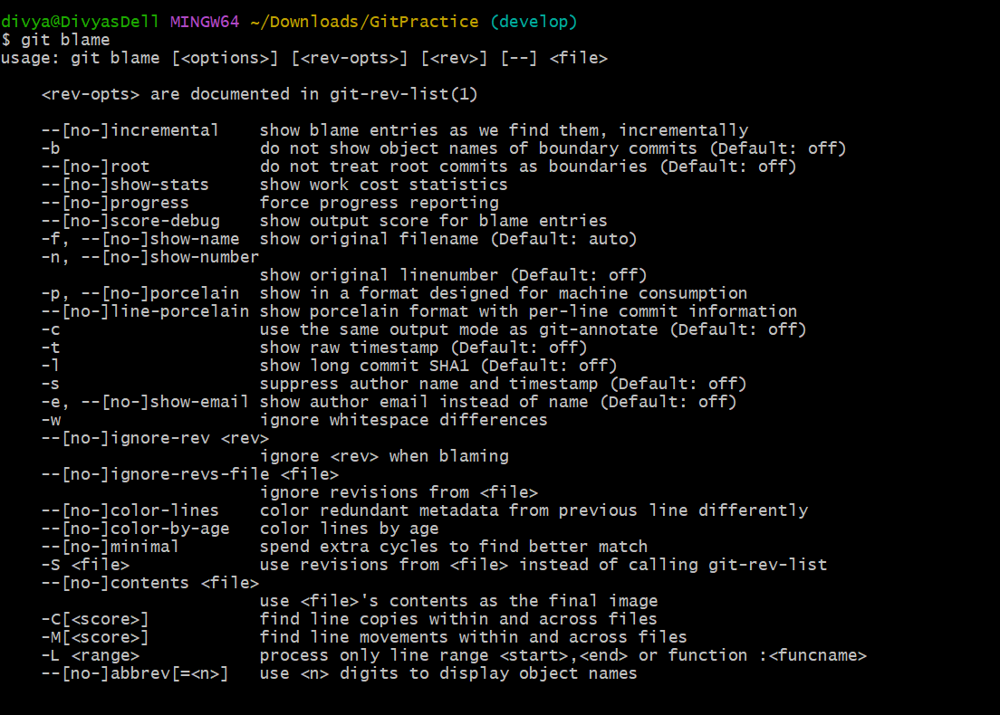 divya@DivyasDell MINGW64 ~/Downloads/GitPractice (develop)
$ git blame
usage: git blame [<options>] [<rev-opts>] [<rev>] [--] <file>

    <rev-opts> are documented in git-rev-list(1)

    --[no-]incremental    show blame entries as we find them, incrementally
    -b                    do not show object names of boundary commits (Default: off)
    --[no-]root           do not treat root commits as boundaries (Default: off)
    --[no-]show-stats     show work cost statistics
    --[no-]progress       force progress reporting
    --[no-]score-debug    show output score for blame entries
    -f, --[no-]show-name  show original filename (Default: auto)
    -n, --[no-]show-number
                          show original linenumber (Default: off)
    -p, --[no-]porcelain  show in a format designed for machine consumption
    --[no-]line-porcelain show porcelain format with per-line commit information
    -c                    use the same output mode as git-annotate (Default: off)
    -t                    show raw timestamp (Default: off)
    -l                    show long commit SHA1 (Default: off)
    -s                    suppress author name and timestamp (Default: off)
    -e, --[no-]show-email show author email instead of name (Default: off)
    -w                    ignore whitespace differences
    --[no-]ignore-rev <rev>
                          ignore <rev> when blaming
    --[no-]ignore-revs-file <file>
                          ignore revisions from <file>
    --[no-]color-lines    color redundant metadata from previous line differently
    --[no-]color-by-age   color lines by age
    --[no-]minimal        spend extra cycles to find better match
    -S <file>             use revisions from <file> instead of calling git-rev-list
    --[no-]contents <file>
                          use <file>'s contents as the final image
    -C[<score>]           find line copies within and across files
    -M[<score>]           find line movements within and across files
    -L <range>            process only line range <start>,<end> or function :<funcname>
    --[no-]abbrev[=<n>]   use <n> digits to display object names